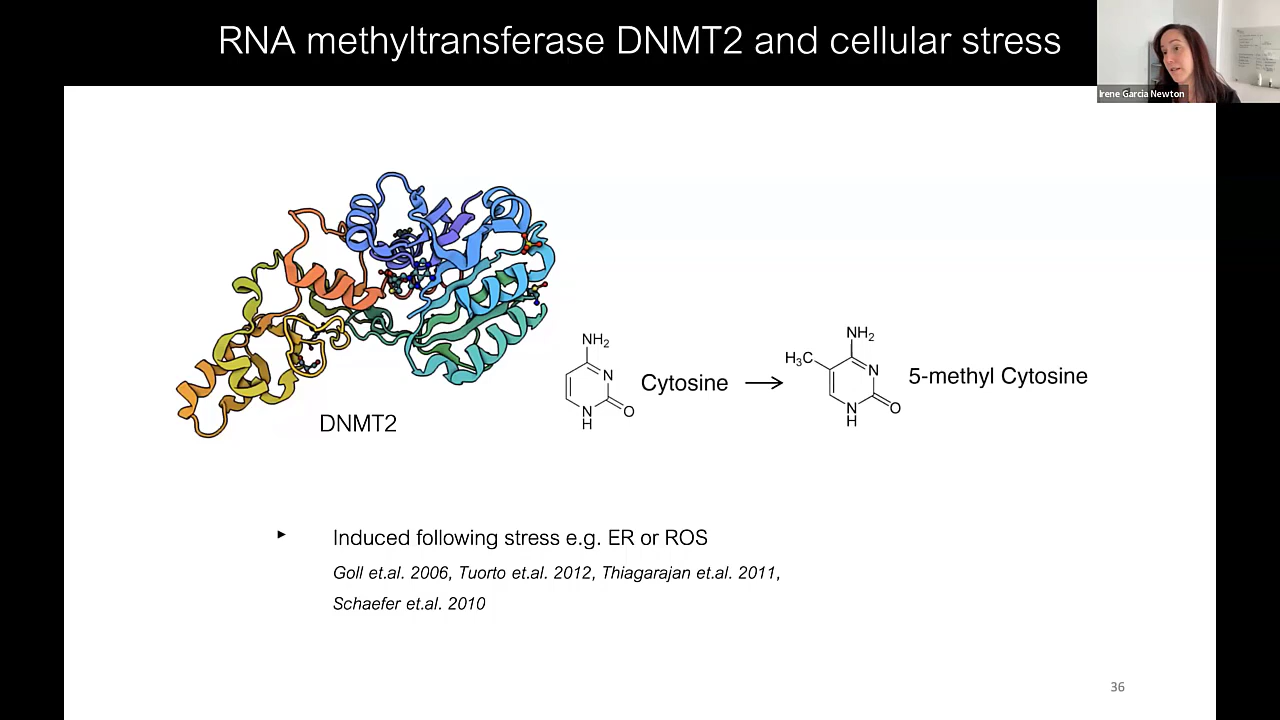 RNA methyltransferase DNMT2 and cellular stress
Irene Garcia Newton
DNMT2
NH2
N
N
H
O
Cytosine
H3C
NH2
N
N
H
O
5-methyl Cytosine
Induced following stress e.g. ER or ROS
Goll et.al. 2006, Tuorto et.al. 2012, Thiagarajan et.al. 2011,
Schaefer et.al. 2010
36